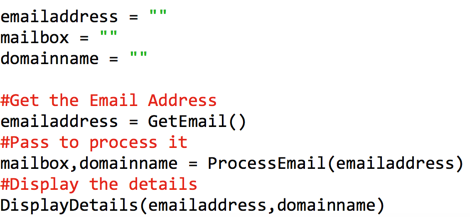 emailaddress = ""
mailbox = ""
domainname = ""
#Get the Email Address
emailaddress = GetEmail()
#Pass to process it
mailbox,domainname = ProcessEmail(emailaddress)
#Display the details
DisplayDetails(emailaddress,domainname)